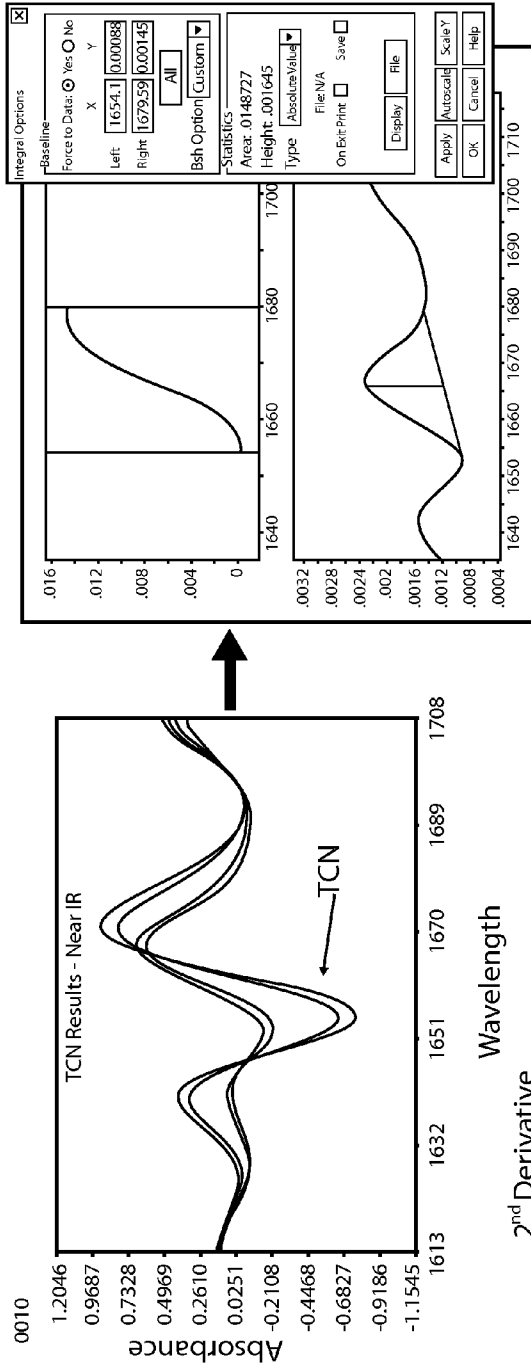 0010
TCN Results - Near IR
Absorbance
1.2046
0.9687
0.7328
0.4969
0.2610
0.0251
-0.2108
-0.4468
-0.6827
-0.9186
-1.1545
1613
1632
1651
1670
1689
1708
TCN
Wavelength
2nd Derivative
.016
.012
.008
.004
0
1640
1650
1660
1670
1680
1700
.0032
.0028
.0024
.002
.0016
.0012
.0008
.0004
1640
1650
1660
1670
1680
1690
1700
1710
Integral Options
Baseline
Force to Data: Yes No
X Y
Left 1654.1 0.00088
Right 1679.59 0.00145
All
Bsh Option Custom
Statistics
Area: .0148727
Height: .001645
Type Absolute Value
File: N/A
On Exit Print Save
Display File
Apply Autoscale Scale Y
OK Cancel Help